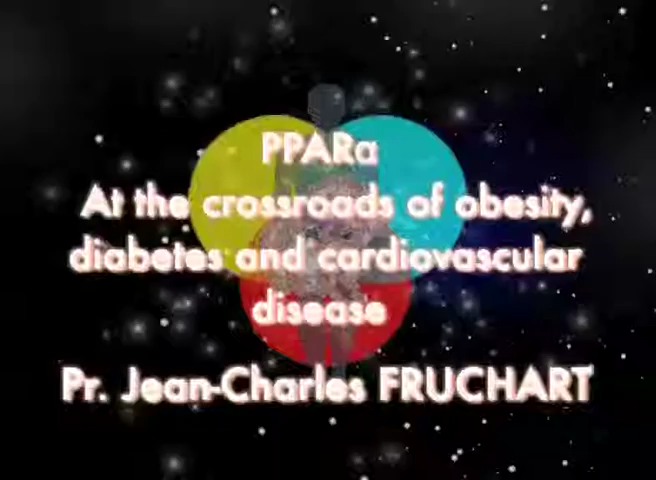 PPARα
At the crossroads of obesity,
diabetes and cardiovascular
disease
Pr. Jean-Charles FRUCHART